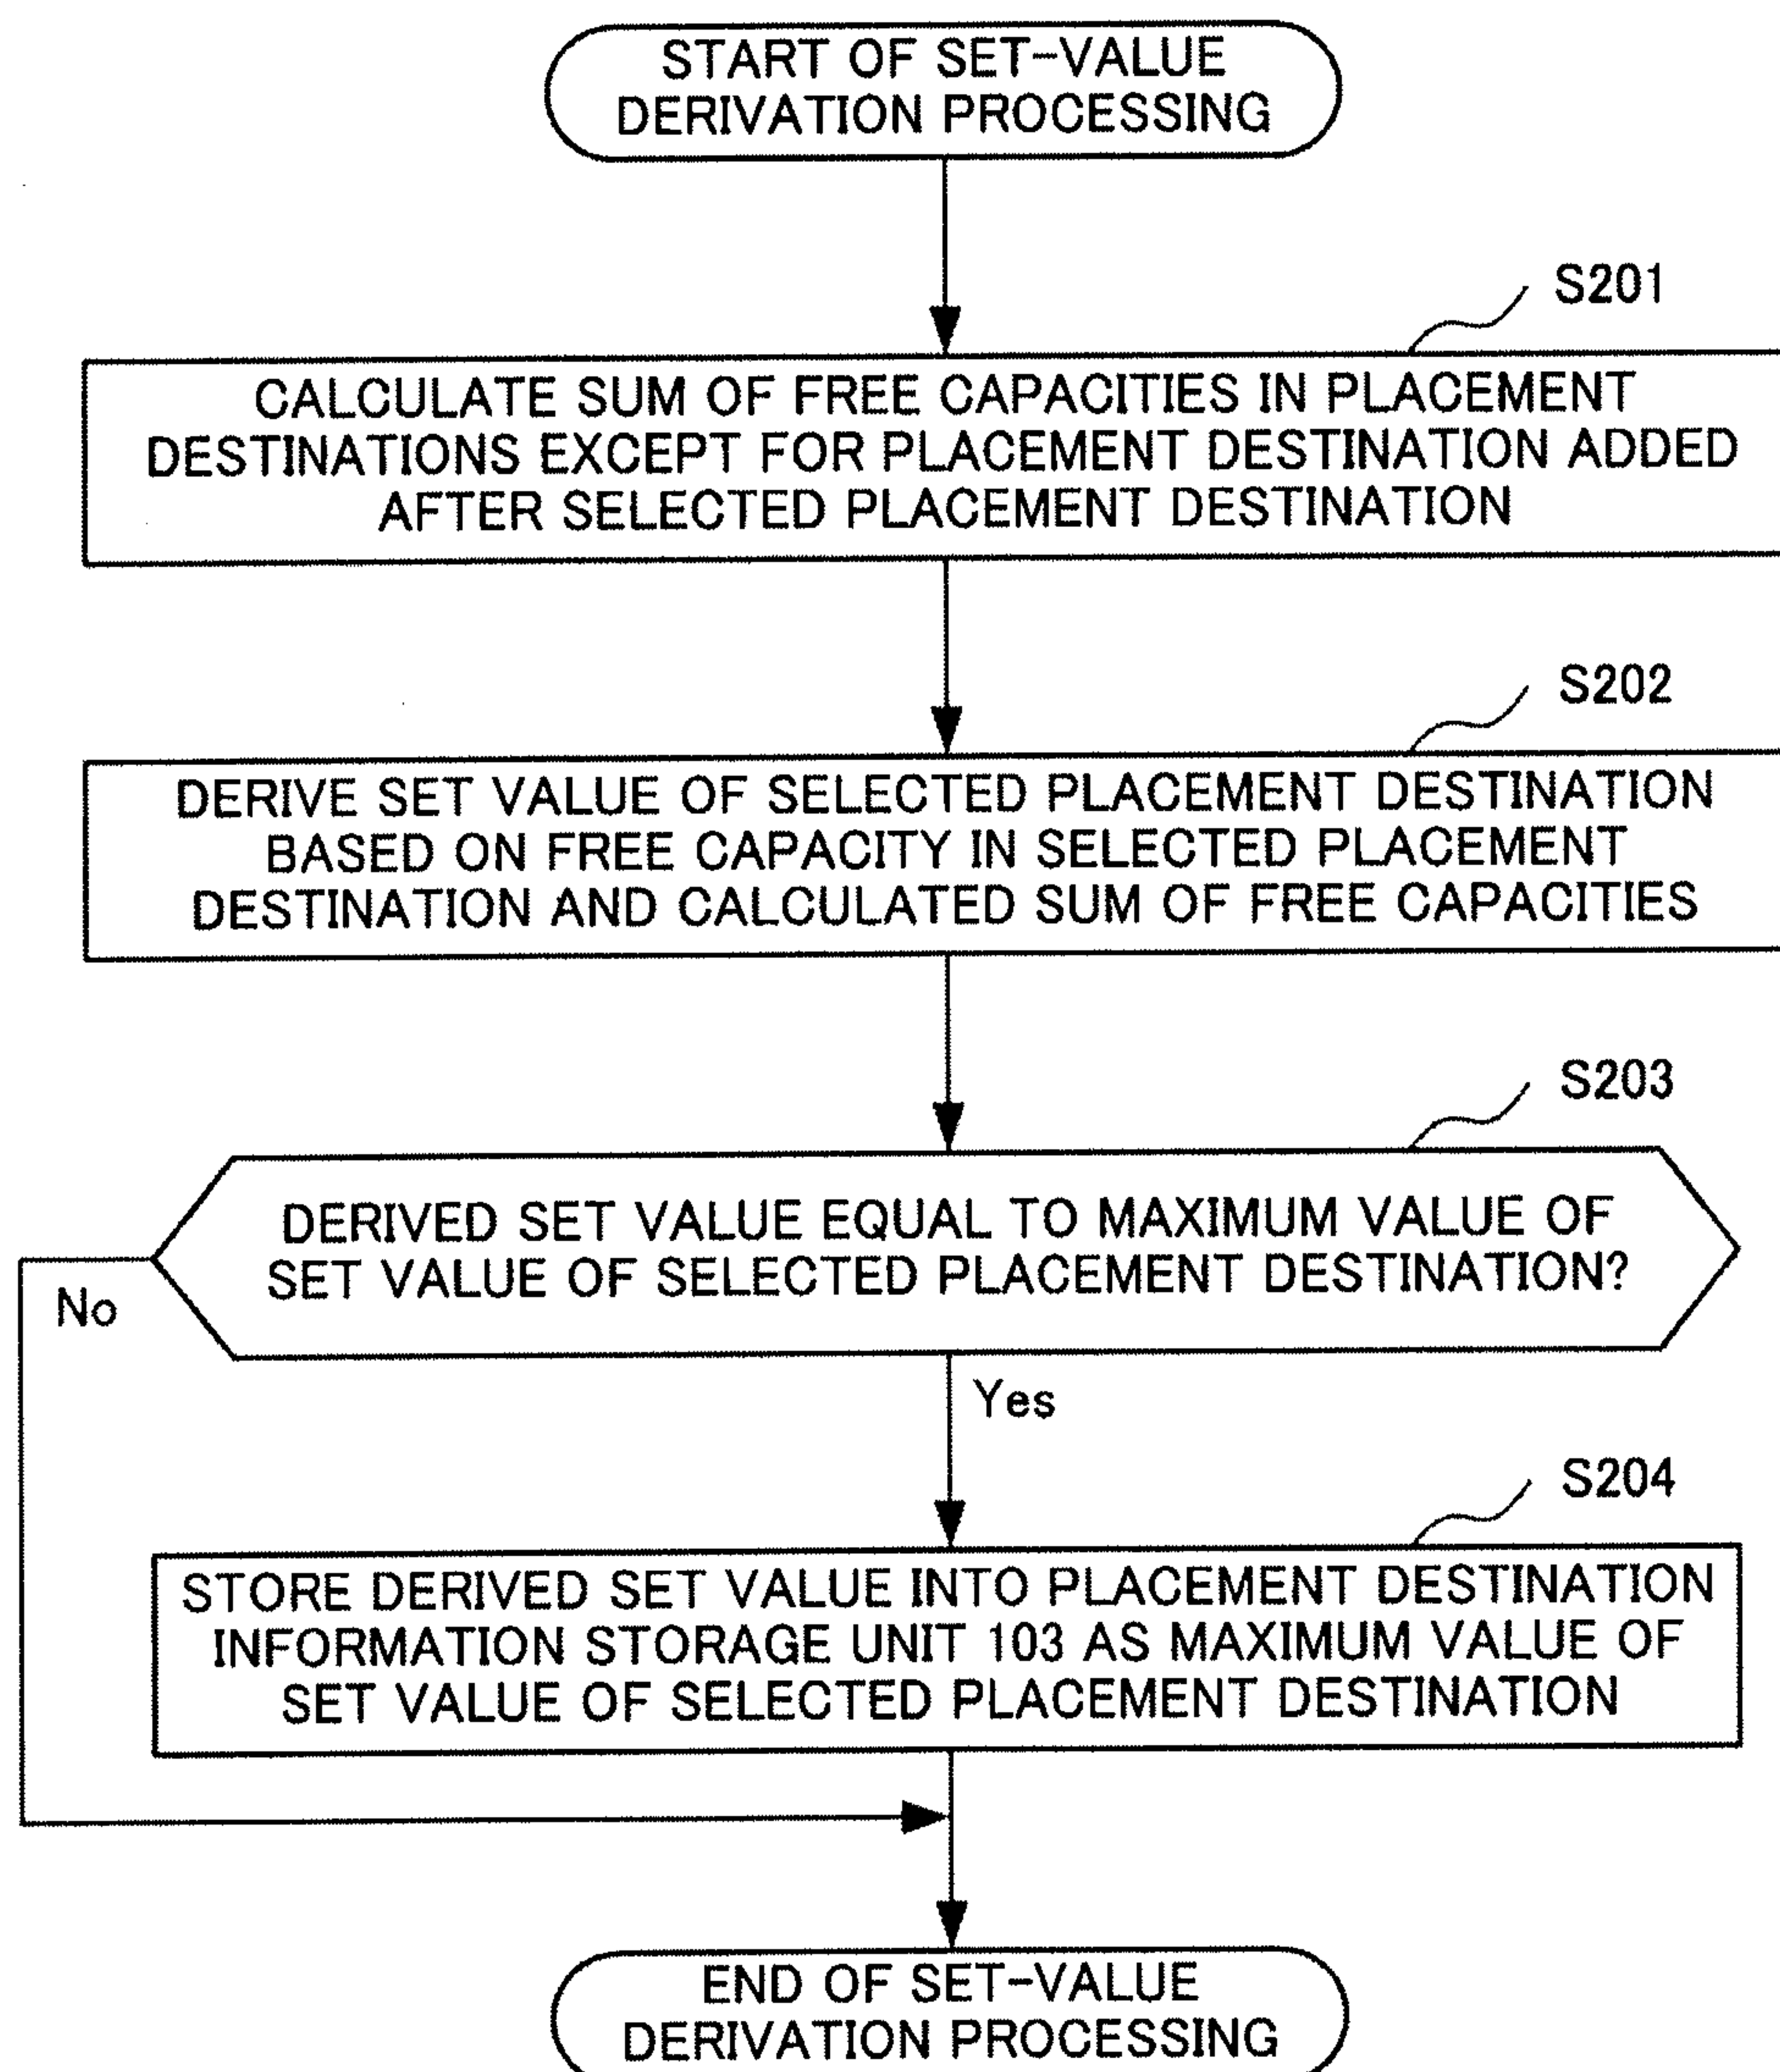 START OF SET-VALUE
DERIVATION PROCESSING
S201
CALCULATE SUM OF FREE CAPACITIES IN PLACEMENT
DESTINATIONS EXCEPT FOR PLACEMENT DESTINATION ADDED
AFTER SELECTED PLACEMENT DESTINATION
S202
DERIVE SET VALUE OF SELECTED PLACEMENT DESTINATION
BASED ON FREE CAPACITY IN SELECTED PLACEMENT
DESTINATION AND CALCULATED SUM OF FREE CAPACITIES
S203
DERIVED SET VALUE EQUAL TO MAXIMUM VALUE OF
SET VALUE OF SELECTED PLACEMENT DESTINATION?
No
Yes
S204
STORE DERIVED SET VALUE INTO PLACEMENT DESTINATION
INFORMATION STORAGE UNIT 103 AS MAXIMUM VALUE OF
SET VALUE OF SELECTED PLACEMENT DESTINATION
END OF SET-VALUE
DERIVATION PROCESSING